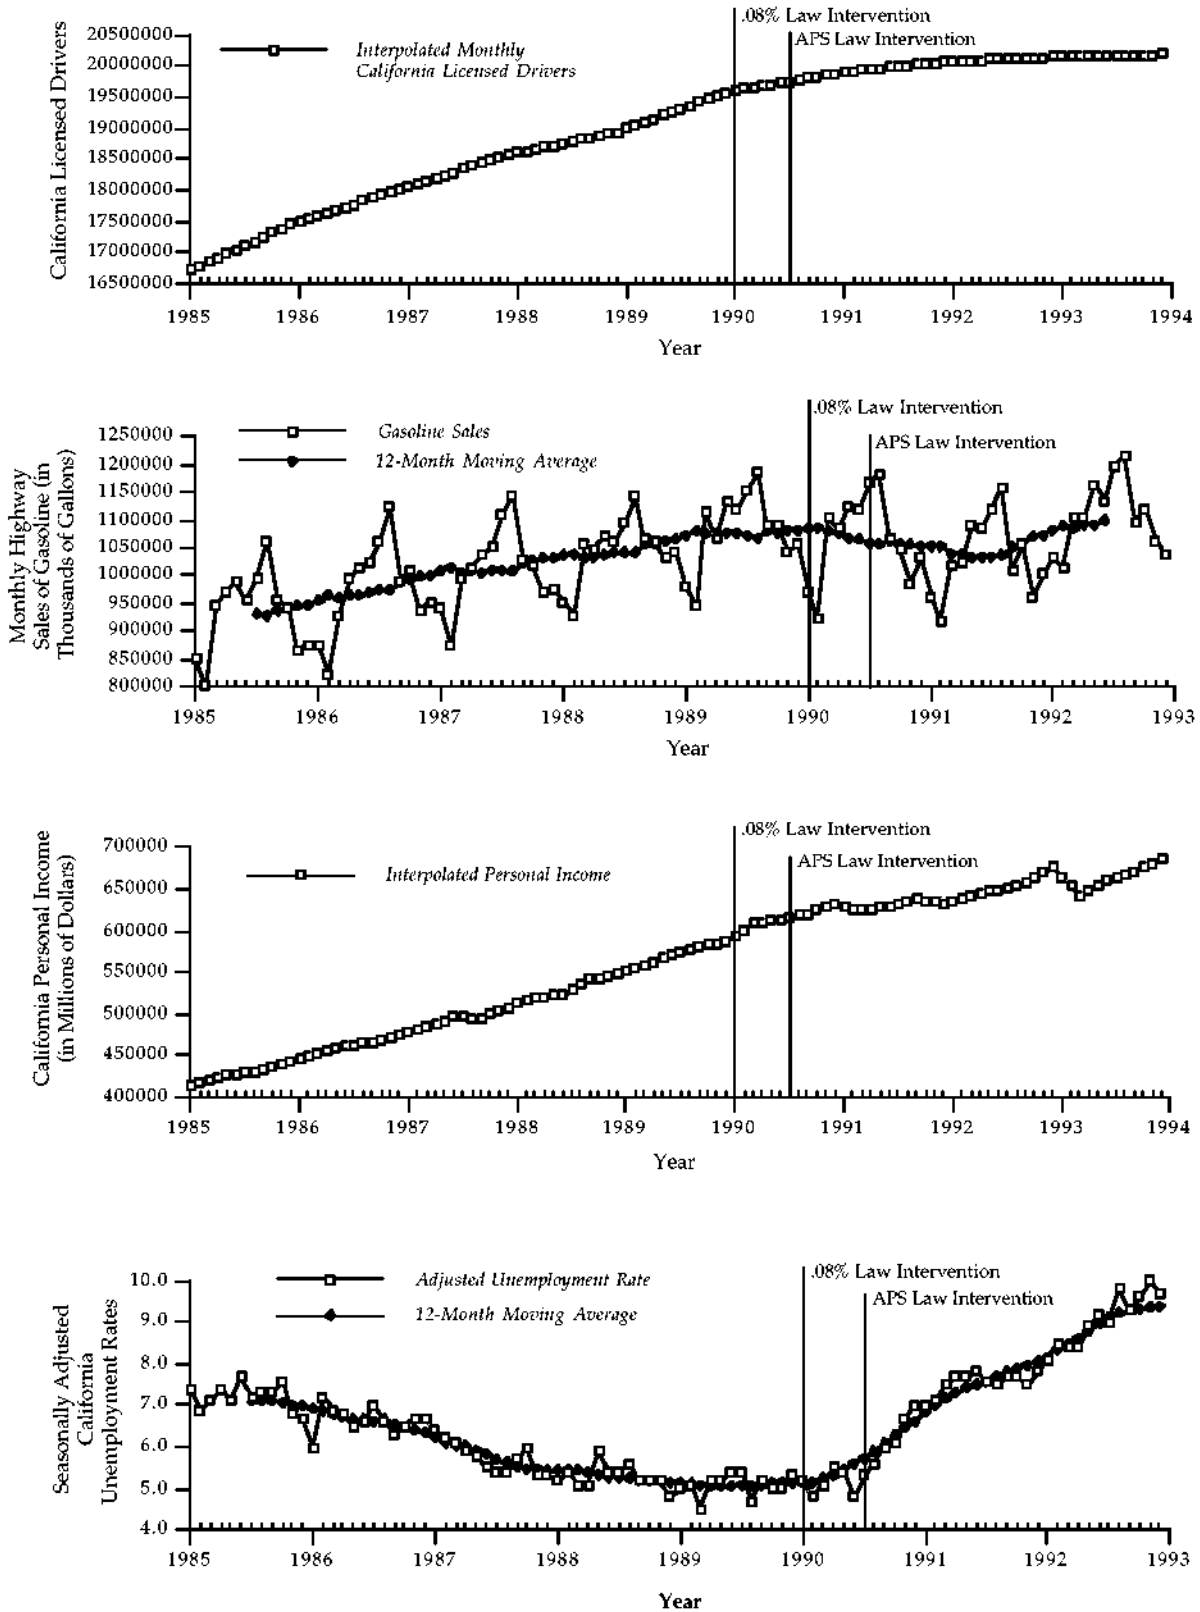 .08% Law Intervention
APS Law Intervention
Interpolated Monthly
California Licensed Drivers
California Licensed Drivers
20500000
20000000
19500000
19000000
18500000
18000000
17500000
17000000
16500000
1985 1986 1987 1988 1989 1990 1991 1992 1993 1994
Year
.08% Law Intervention
APS Law Intervention
Gasoline Sales
12-Month Moving Average
Monthly Highway
Sales of Gasoline (in
Thousands of Gallons)
1250000
1200000
1150000
1100000
1050000
1000000
950000
900000
850000
800000
1985 1986 1987 1988 1989 1990 1991 1992 1993
Year
.08% Law Intervention
APS Law Intervention
Interpolated Personal Income
California Personal Income
(in Millions of Dollars)
700000
650000
600000
550000
500000
450000
400000
1985 1986 1987 1988 1989 1990 1991 1992 1993 1994
Year
.08% Law Intervention
APS Law Intervention
Adjusted Unemployment Rate
12-Month Moving Average
Seasonally Adjusted
California
Unemployment Rates
10.0
9.0
8.0
7.0
6.0
5.0
4.0
1985 1986 1987 1988 1989 1990 1991 1992 1993
Year